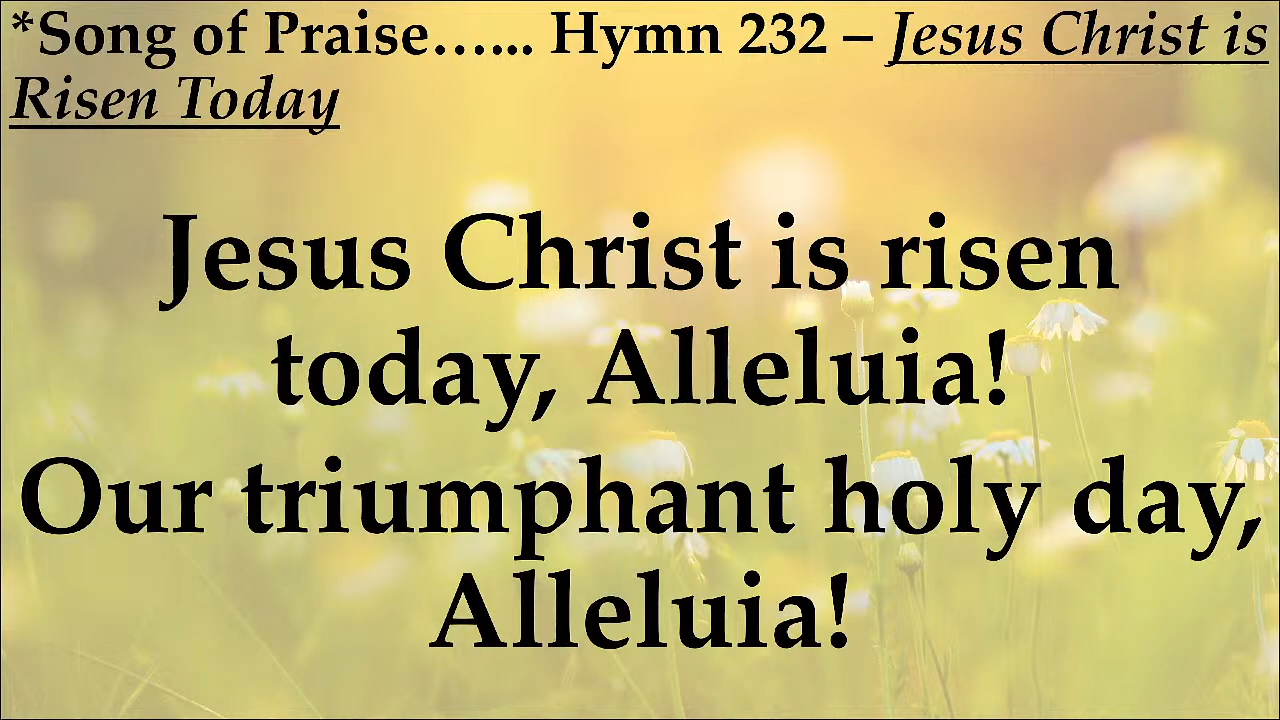 *Song of Praise…... Hymn 232 – Jesus Christ is
Risen Today
Jesus Christ is risen
today, Alleluia!
Our triumphant holy day,
Alleluia!